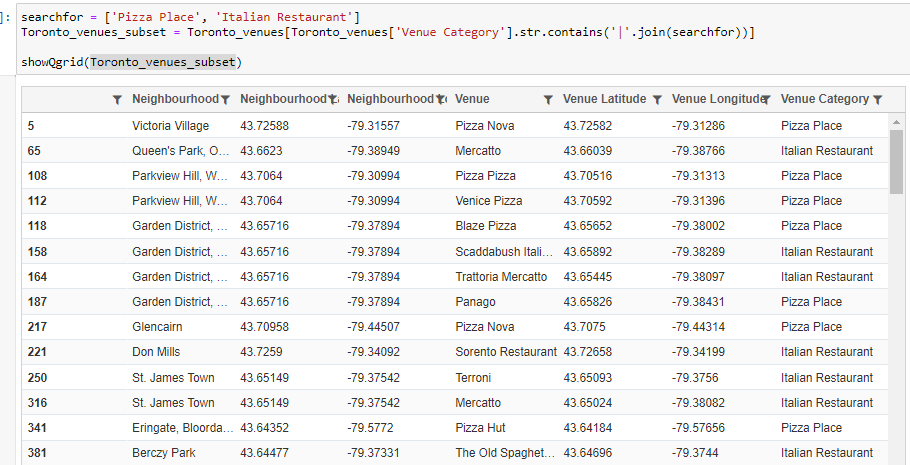 ]:
searchfor = ['Pizza Place', 'Italian Restaurant']
Toronto_venues_subset = Toronto_venues[Toronto_venues['Venue Category'].str.contains('|'.join(searchfor))]
showQgrid(Toronto_venues_subset)
Neighbourhood Neighbourhood Neighbourhood Venue Venue Latitude Venue Longitude Venue Category
5 Victoria Village 43.72588 -79.31557 Pizza Nova 43.72582 -79.31286 Pizza Place
65 Queen's Park, O... 43.6623 -79.38949 Mercatto 43.66039 -79.38766 Italian Restaurant
108 Parkview Hill, W... 43.7064 -79.30994 Pizza Pizza 43.70516 -79.31313 Pizza Place
112 Parkview Hill, W... 43.7064 -79.30994 Venice Pizza 43.70592 -79.31396 Pizza Place
118 Garden District, ... 43.65716 -79.37894 Blaze Pizza 43.65652 -79.38002 Pizza Place
158 Garden District, ... 43.65716 -79.37894 Scaddabush Itali... 43.65892 -79.38289 Italian Restaurant
164 Garden District, ... 43.65716 -79.37894 Trattoria Mercatto 43.65445 -79.38097 Italian Restaurant
187 Garden District, ... 43.65716 -79.37894 Panago 43.65826 -79.38431 Pizza Place
217 Glencairn 43.70958 -79.44507 Pizza Nova 43.7075 -79.44314 Pizza Place
221 Don Mills 43.7259 -79.34092 Sorento Restaurant 43.72658 -79.34199 Italian Restaurant
250 St. James Town 43.65149 -79.37542 Terroni 43.65093 -79.3756 Italian Restaurant
316 St. James Town 43.65149 -79.37542 Mercatto 43.65024 -79.38082 Italian Restaurant
341 Eringate, Bloorda... 43.64352 -79.5772 Pizza Hut 43.64184 -79.57656 Pizza Place
381 Berczy Park 43.64477 -79.37331 The Old Spaghet... 43.64696 -79.3744 Italian Restaurant